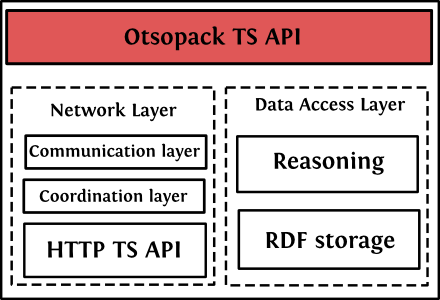 Otsopack TS API
Network Layer
Communication layer
Coordination layer
HTTP TS API
Data Access Layer
Reasoning
RDF storage